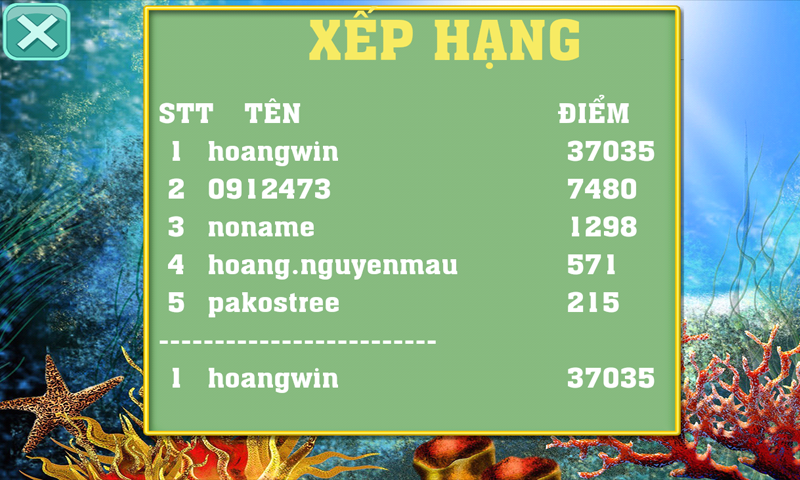 XẾP HẠNG
STT TÊN ĐIỂM
1 hoangwin 37035
2 0912473 7480
3 noname 1298
4 hoang.nguyenmau 571
5 pakostree 215
-------------------------
1 hoangwin 37035